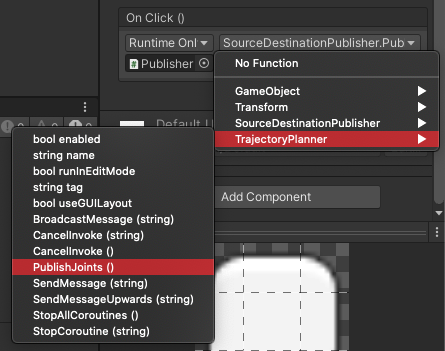 On Click ()
Runtime Onl
SourceDestinationPublisher.Pub
Publisher
No Function
GameObject
Transform
SourceDestinationPublisher
TrajectoryPlanner
Default U
bool enabled
string name
bool runInEditMode
string tag
bool useGUILayout
BroadcastMessage (string)
CancelInvoke (string)
CancelInvoke ()
PublishJoints ()
SendMessage (string)
SendMessageUpwards (string)
StopAllCoroutines ()
StopCoroutine (string)
Add Component